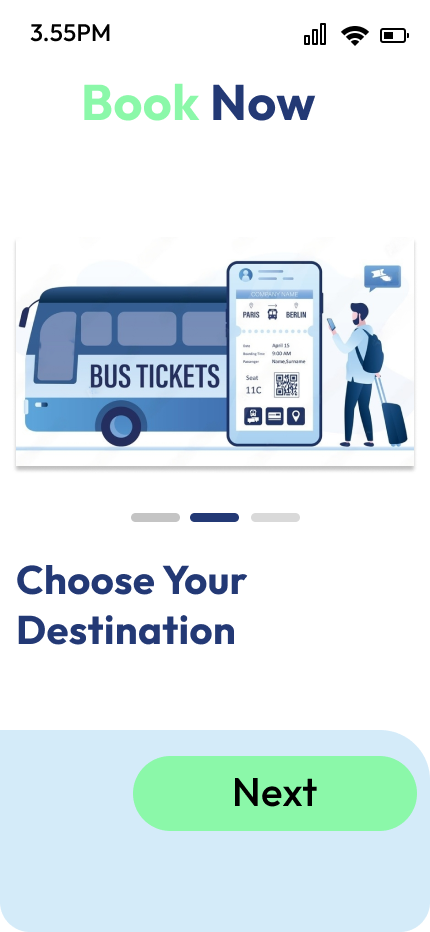 3.55PM
Book Now
COMPANY NAME
PARIS BERLIN
BUS TICKETS
Date April 15
Boarding Time 9:00 AM
Passenger Name,Surname
Seat
11C
Choose Your
Destination
Next